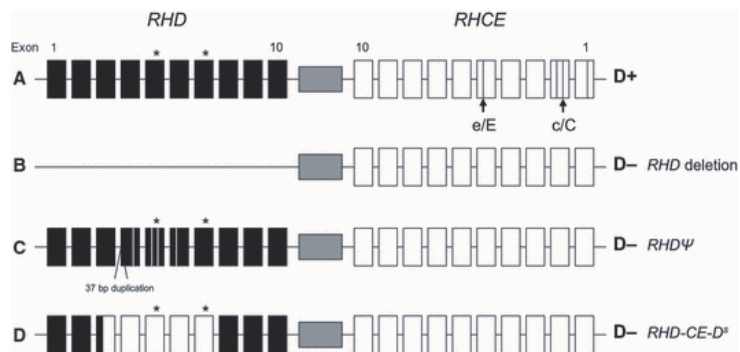 RHD RHCE
Exon 1 10 10 1
* *
A D+
e/E c/C
B D– RHD deletion
* *
C D– RHDΨ
37 bp duplication
* *
D D– RHD-CE-Dˢ